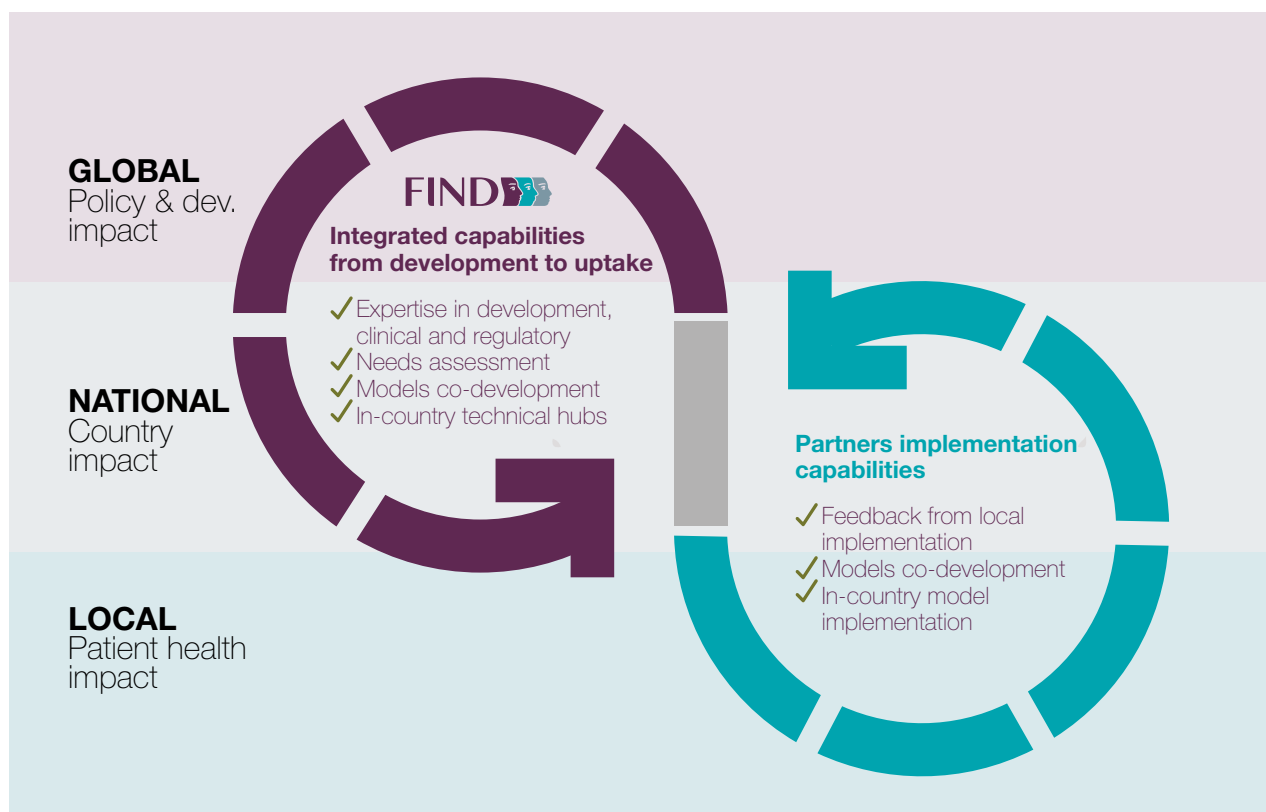 GLOBAL
Policy & dev.
impact
FIND
Integrated capabilities
from development to uptake
Expertise in development,
clinical and regulatory
Needs assessment
Models co-development
In-country technical hubs
NATIONAL
Country
impact
Partners implementation
capabilities
Feedback from local
implementation
Models co-development
In-country model
implementation
LOCAL
Patient health
impact